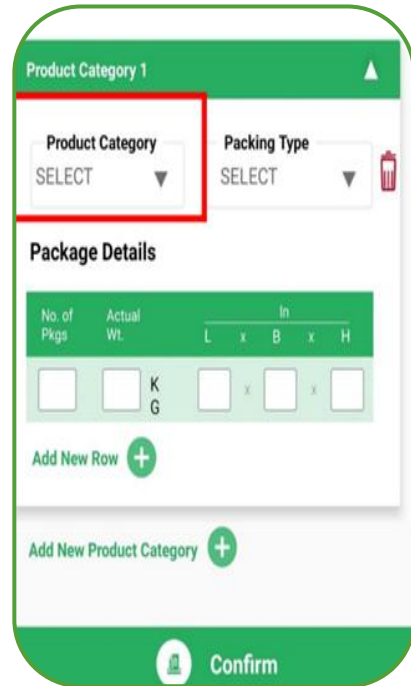 Product Category 1
Product Category Packing Type
SELECT SELECT
Package Details
No. of Actual In
Pkgs Wt. L x B x H
K x x
G
Add New Row
Add New Product Category
Confirm